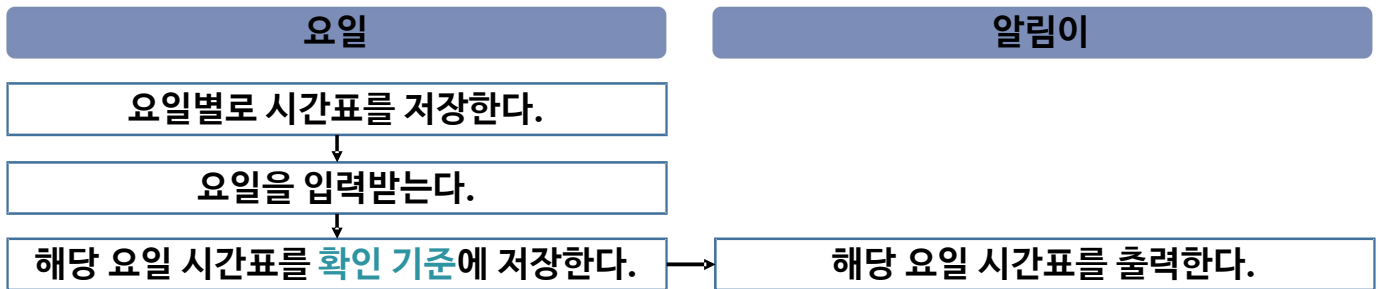 요일
알림이
요일별로 시간표를 저장한다.
요일을 입력받는다.
해당 요일 시간표를 확인 기준에 저장한다.
해당 요일 시간표를 출력한다.